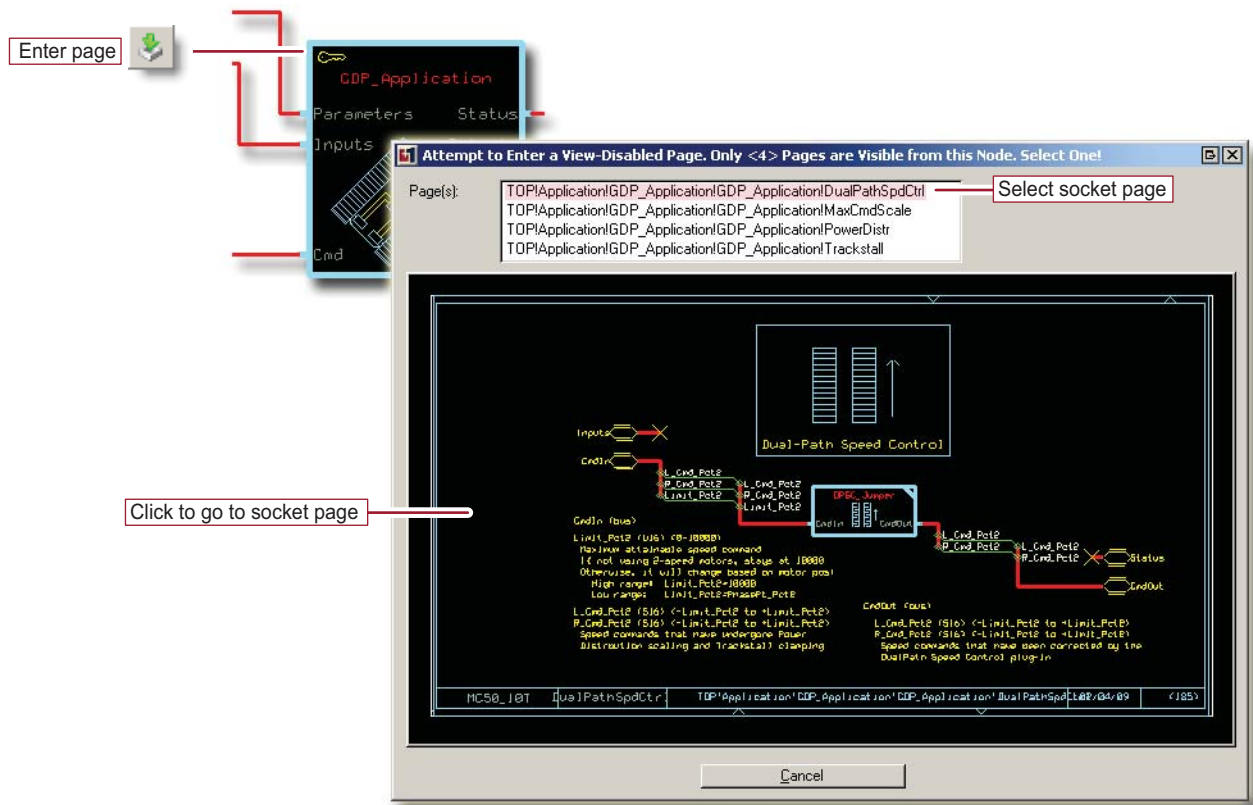 Enter page
GDP_Application
Parameters Status
Inputs
Cmd
Attempt to Enter a View-Disabled Page. Only <4> Pages are Visible from this Node. Select One!
Page(s):
TOP!Application!GDP_Application!GDP_Application!DualPathSpdCtrl
TOP!Application!GDP_Application!GDP_Application!MaxCmdScale
TOP!Application!GDP_Application!GDP_Application!PowerDistr
TOP!Application!GDP_Application!GDP_Application!Trackstall
Select socket page
Click to go to socket page
Dual-Path Speed Control
Inputs
CmdIn
L_Cmd_Pct2
R_Cmd_Pct2
Limit_Pct2
L_Cmd_Pct2
R_Cmd_Pct2
Limit_Pct2
DPSC_Jumper
CmdIn CmdOut
L_Cmd_Pct2
R_Cmd_Pct2
L_Cmd_Pct2
R_Cmd_Pct2
Status
CmdOut
CmdIn (bus)
Limit_Pct2 (U16) (0-10000)
Maximum attainable speed command
If not using 2-speed motors, stays at 10000
Otherwise, it will change based on motor pos:
High range: Limit_Pct2=10000
Low range: Limit_Pct2=PhasePt_Pct2
L_Cmd_Pct2 (S16) (-Limit_Pct2 to +Limit_Pct2)
R_Cmd_Pct2 (S16) (-Limit_Pct2 to +Limit_Pct2)
Speed commands that have undergone Power
Distribution scaling and Trackstall clamping
CmdOut (bus)
L_Cmd_Pct2 (S16) (-Limit_Pct2 to +Limit_Pct2)
R_Cmd_Pct2 (S16) (-Limit_Pct2 to +Limit_Pct2)
Speed commands that have been corrected by the
DualPath Speed Control plug-in
MC50_10T DualPathSpdCtrl TOP'Application'GDP_Application'GDP_Application'DualPathSpdCt /04/09 (185)
Cancel